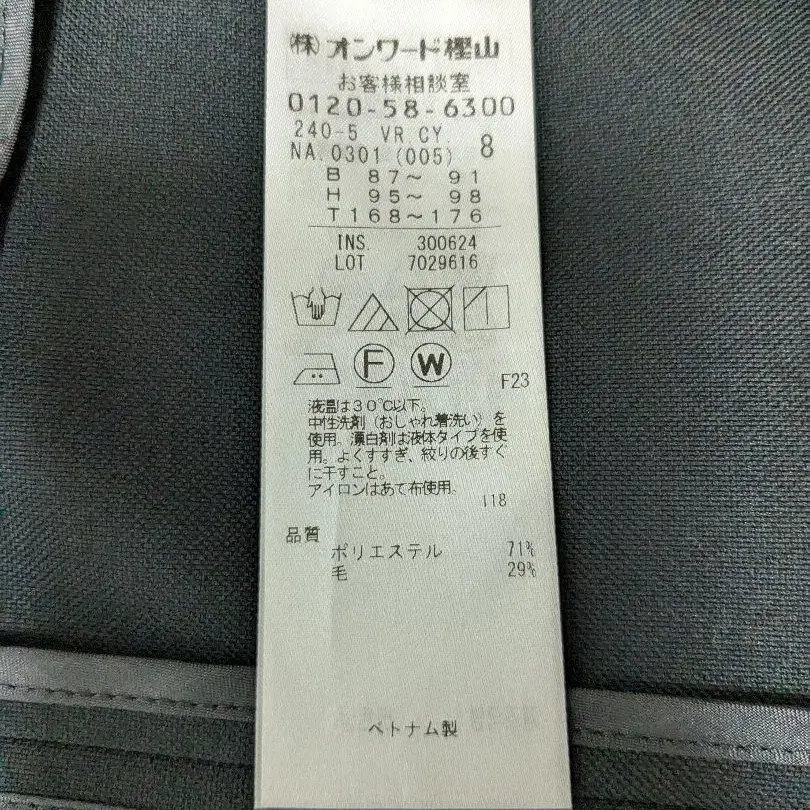 (株)オンワード樫山
お客様相談室
0120-58-6300
240-5 VR CY.
NA.0301 (005) 8
B 87～ 91
H 95～ 98
T168～176
INS. 300624
LOT 7029616
F W
F23
液温は30℃以下。
中性洗剤（おしゃれ着洗い）を
使用。漂白剤は液体タイプを使
用。よくすすぎ、絞りの後すぐ
に干すこと。
アイロンはあて布使用。
118
品質
ポリエステル 71%
毛 29%
ベトナム製